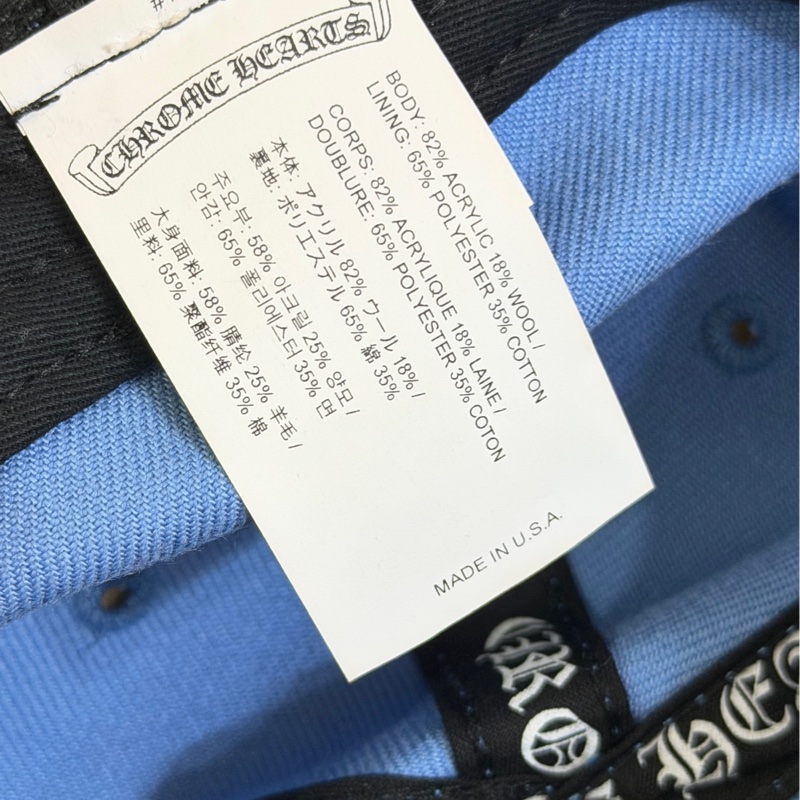 CHROME HEARTS
BODY: 82% ACRYLIC 18% WOOL /
LINING: 65% POLYESTER 35% COTTON
CORPS: 82% ACRYLIQUE 18% LAINE /
DOUBLURE: 65% POLYESTER 35% COTON
本体: アクリル 82% ウール 18% /
裏地: ポリエステル 65% 綿 35%
주요부: 58% 아크릴 25% 양모 /
안감: 65% 폴리에스터 35% 면
大身面料: 58% 腈纶 25% 羊毛 /
里料: 65% 聚酯纤维 35% 棉
MADE IN U.S.A.